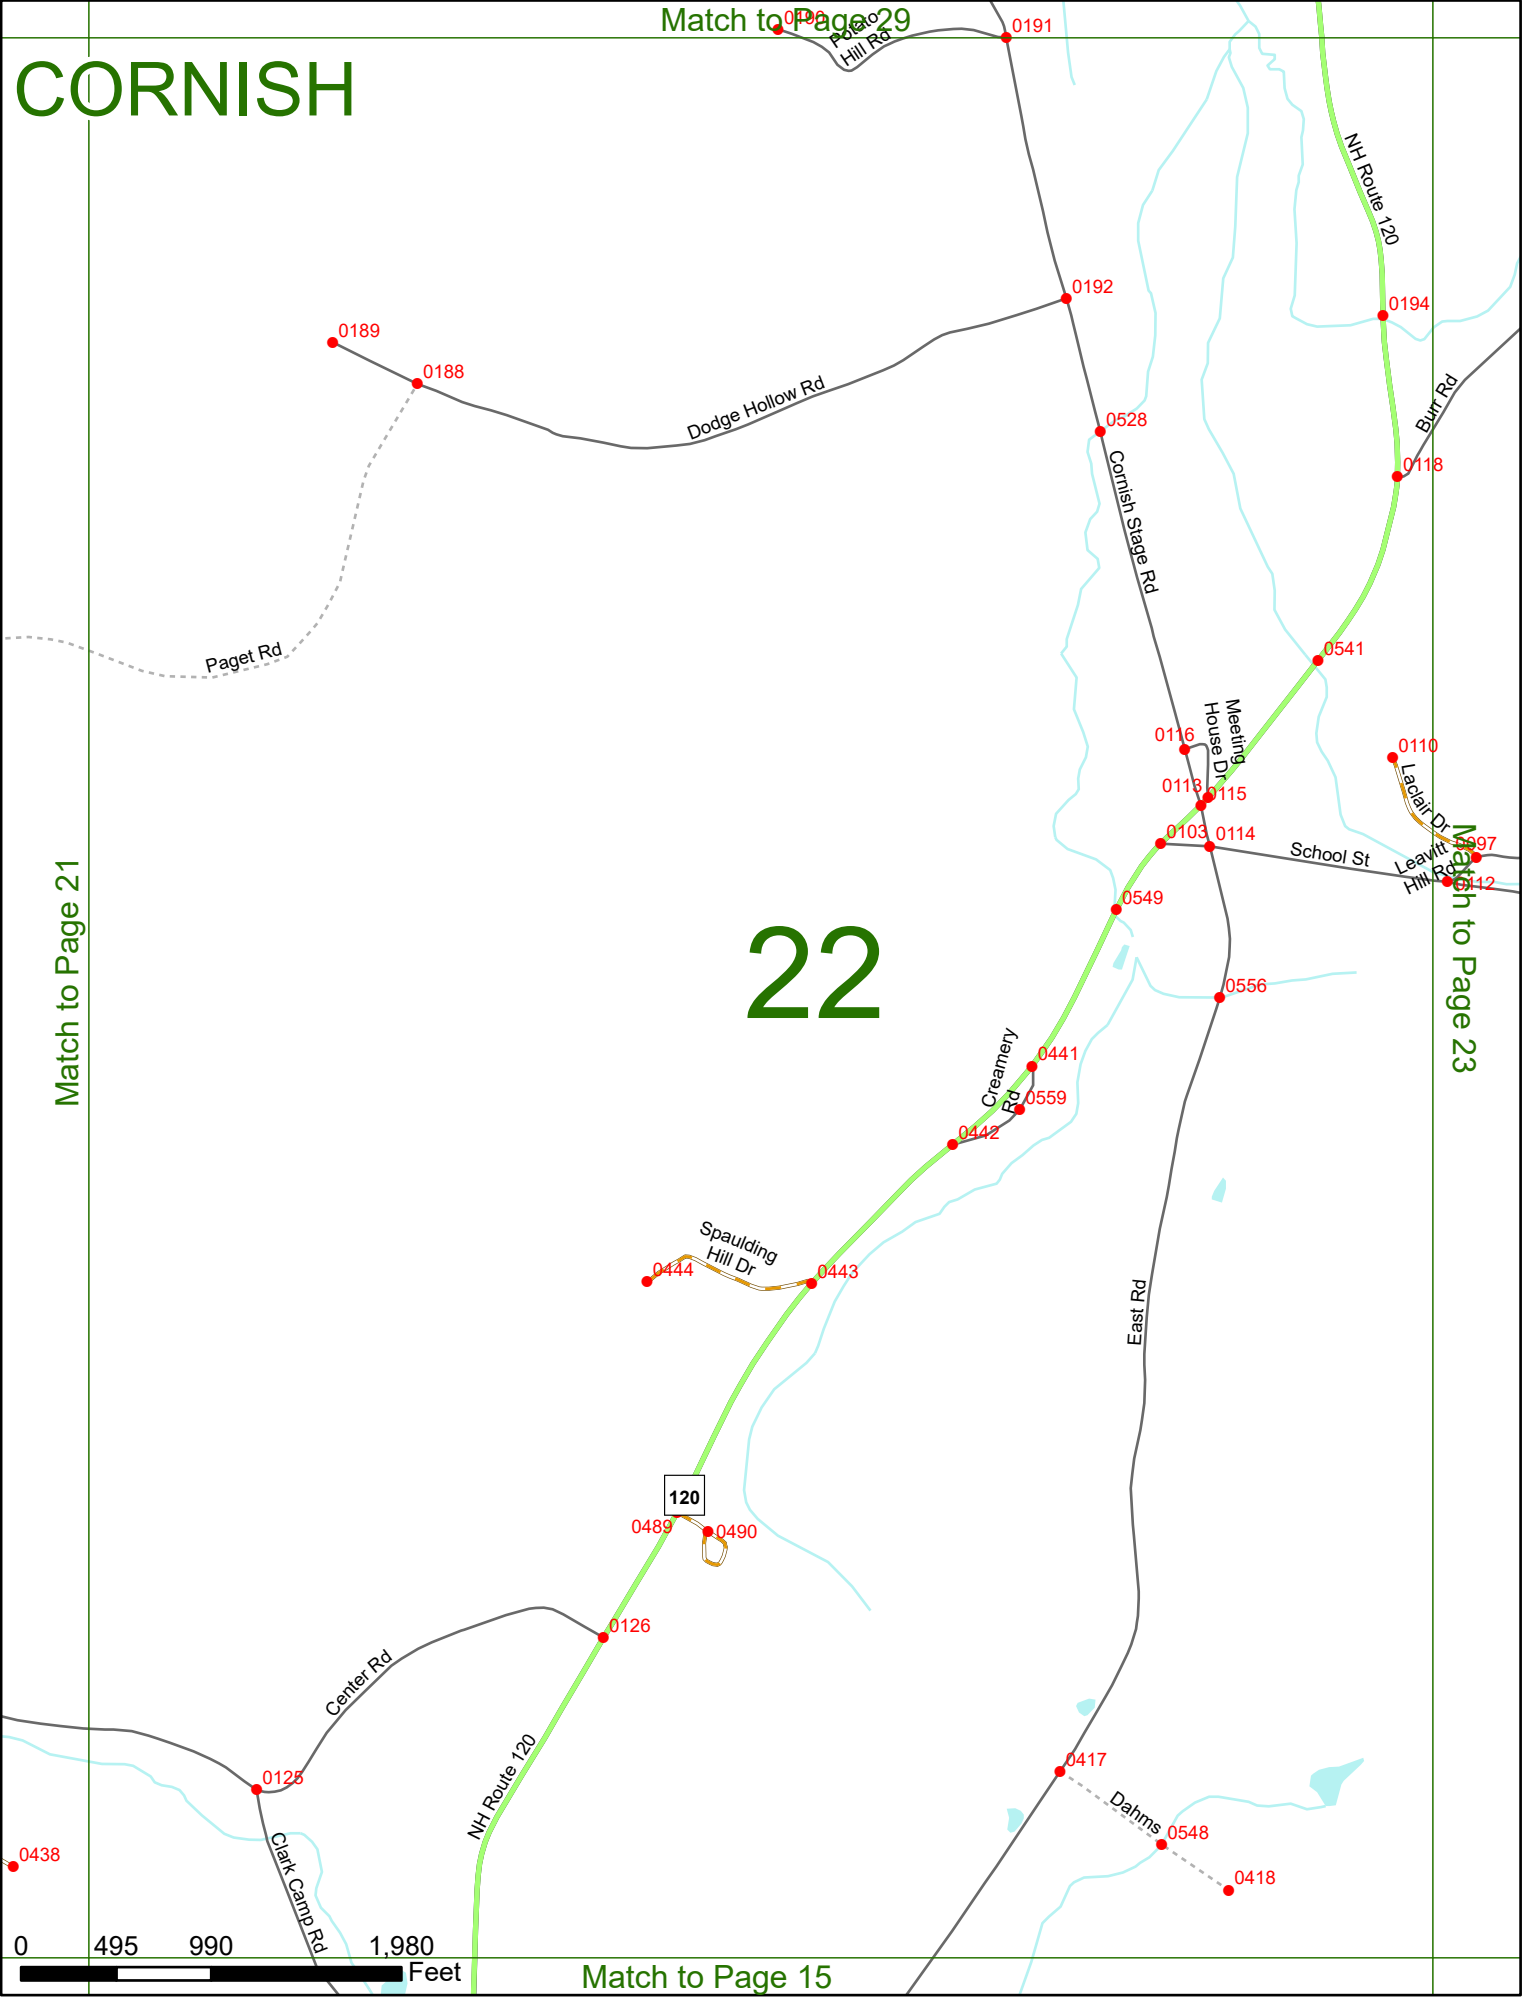 Match to Page 29
0190
Potato
Hill Rd
0191
CORNISH
NH Route 120
0192
0194
0189
0188
Dodge Hollow Rd
Burr Rd
0528
0118
Cornish Stage Rd
Paget Rd
0541
Meeting
House Dr
0116
0110
Laclair Dr
0113
0115
0103
0114
School St
Leavitt
Hill Rd
0097
0112
Match to Page 21
Match to Page 23
0549
22
0556
Creamery
Rd
0441
0559
0442
Spaulding
Hill Dr
0444
0443
East Rd
120
0489
0490
0126
Center Rd
NH Route 120
0125
0417
Dahms
0548
0438
Clark Camp Rd
0418
0 495 990 1,980
Feet
Match to Page 15